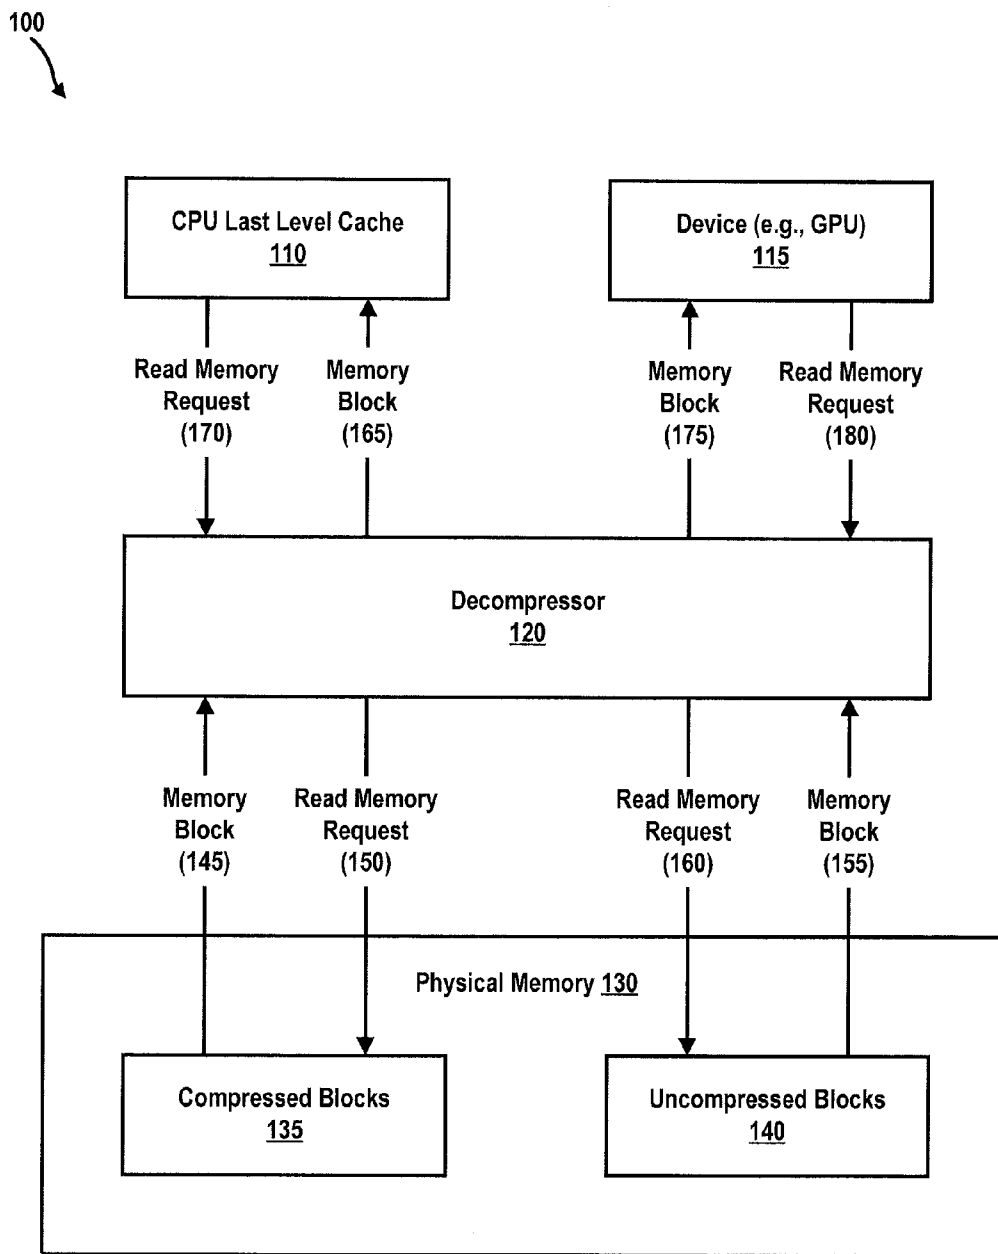 100
CPU Last Level Cache
110
Device (e.g., GPU)
115
Read Memory
Request
(170)
Memory
Block
(165)
Memory
Block
(175)
Read Memory
Request
(180)
Decompressor
120
Memory
Block
(145)
Read Memory
Request
(150)
Read Memory
Request
(160)
Memory
Block
(155)
Physical Memory 130
Compressed Blocks
135
Uncompressed Blocks
140